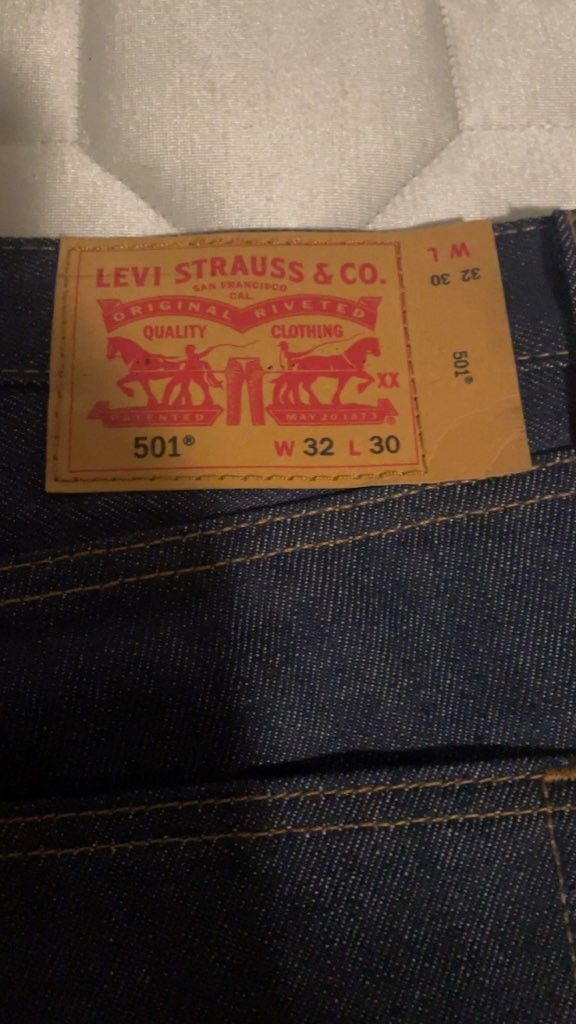 LEVI STRAUSS & CO.
SAN FRANCISCO
CAL.
ORIGINAL RIVETED
QUALITY CLOTHING
XX
PATENTED MAY 20 1873 ®
501® W 32 L 30
W L
32 30
501®